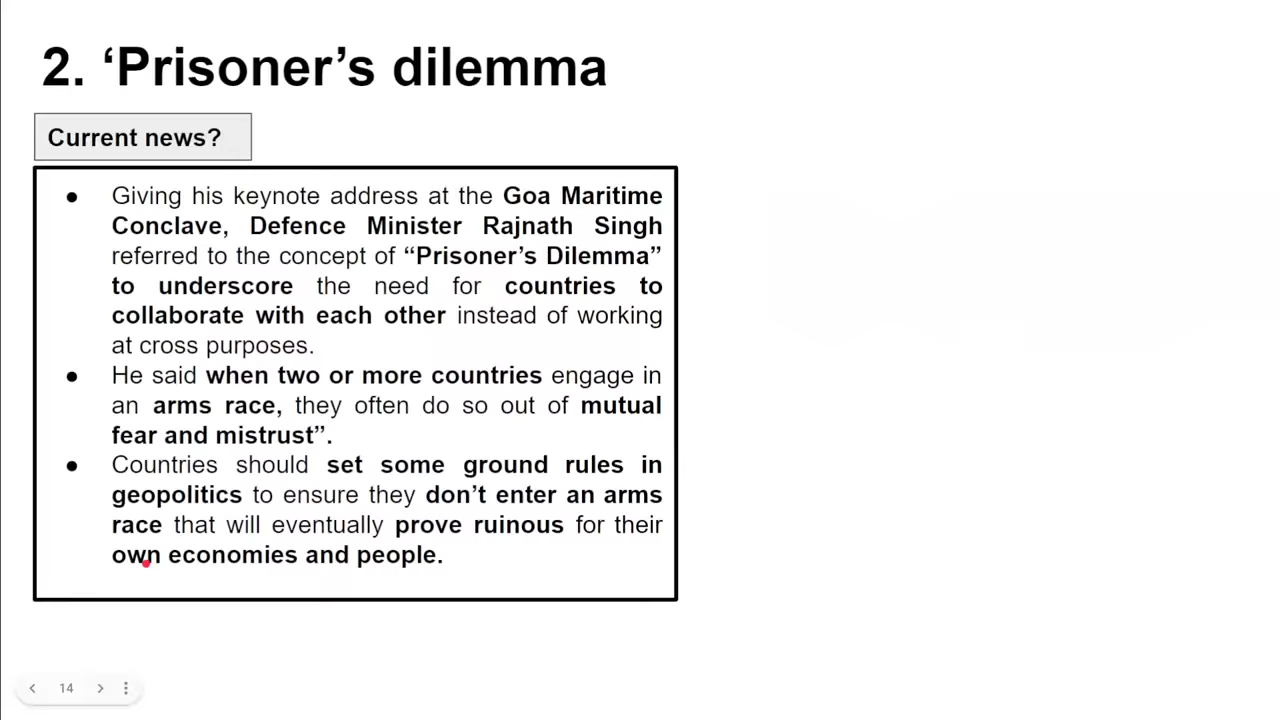 2. ‘Prisoner’s dilemma
Current news?
● Giving his keynote address at the Goa Maritime
Conclave, Defence Minister Rajnath Singh
referred to the concept of “Prisoner’s Dilemma”
to underscore the need for countries to
collaborate with each other instead of working
at cross purposes.
● He said when two or more countries engage in
an arms race, they often do so out of mutual
fear and mistrust”.
● Countries should set some ground rules in
geopolitics to ensure they don’t enter an arms
race that will eventually prove ruinous for their
own economies and people.
14